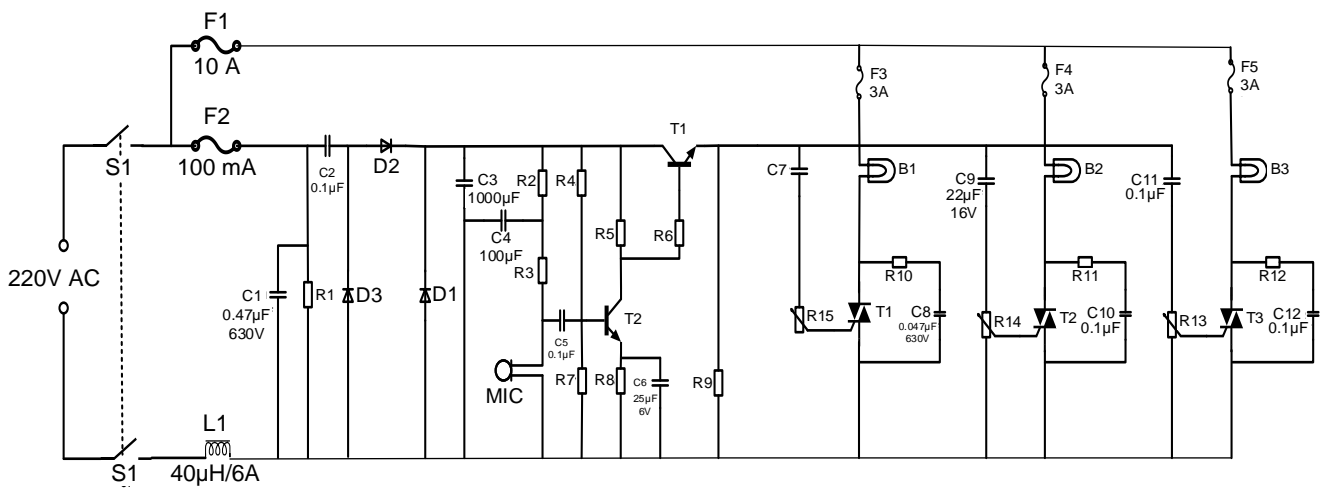 F1
10 A
F3
3A
F4
3A
F5
3A
F2
100 mA
S1
T1
C2
0.1µF
D2
C3
1000µF
R2
R4
C7
B1
C9
22µF
16V
B2
C11
0.1µF
B3
C4
100µF
R5
R6
R3
220V AC
C1
0.47µF
630V
R1
D3
D1
R10
R11
R12
C5
0.1µF
T2
R15
T1
C8
0.047µF
630V
R14
T2
C10
0.1µF
R13
T3
C12
0.1µF
MIC
R7
R8
C6
25µF
6V
R9
L1
S1
40µH/6A